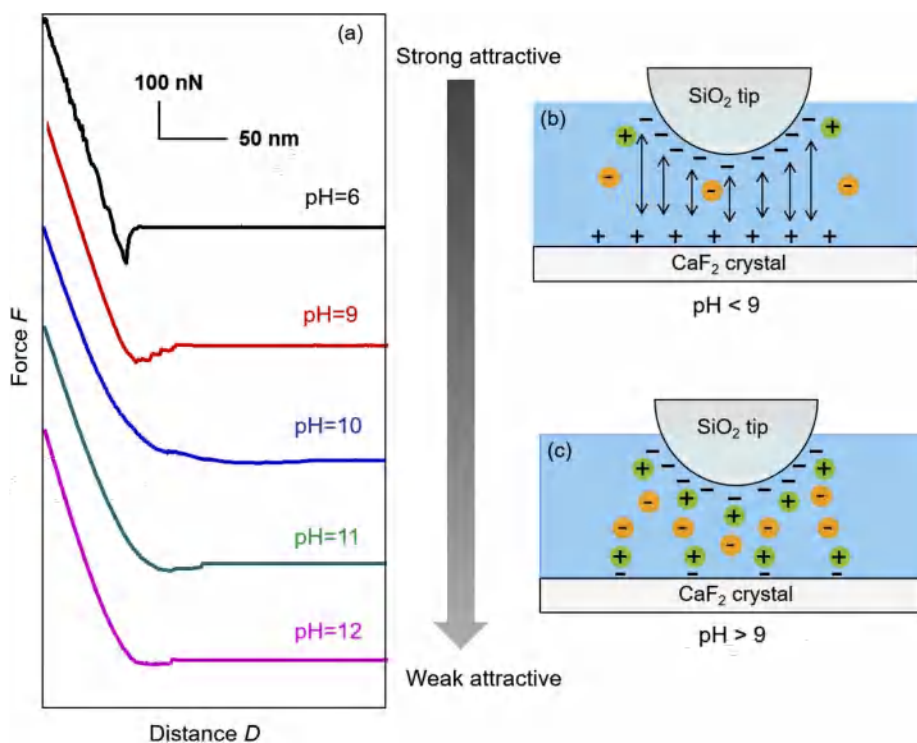 (a)
100 nN
50 nm
pH=6
pH=9
pH=10
pH=11
pH=12
Force F
Distance D
Strong attractive
Weak attractive
SiO₂ tip
(b)
+ - - - - - - - - - +
- - -
+ + + + + + +
CaF₂ crystal
pH < 9
SiO₂ tip
(c)
CaF₂ crystal
pH > 9